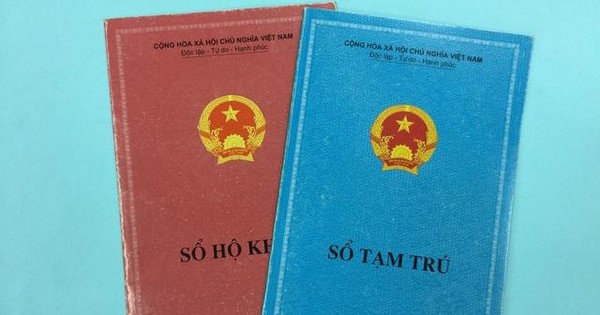 CỘNG HÒA XÃ HỘI CHỦ NGHĨA VIỆT NAM
Độc lập - Tự do - Hạnh phúc
SỔ HỘ KH
CỘNG HÒA XÃ HỘI CHỦ NGHĨA VIỆT NAM
Độc lập - Tự do - Hạnh phúc
SỔ TẠM TRÚ